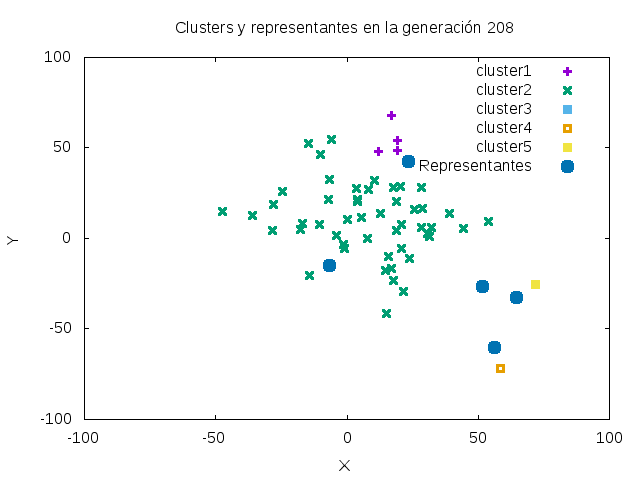 Clusters y representantes en la generación 208
100
50
0
-50
-100
-100
-50
0
50
100
Y
X
cluster1
cluster2
cluster3
cluster4
cluster5
Representantes